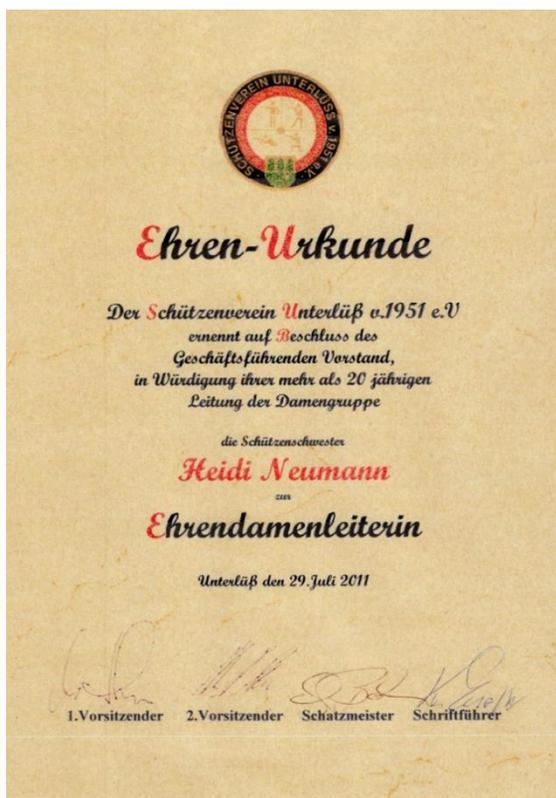 SCHÜTZENVEREIN UNTERLÜSS v. 1951 e.V.
Ehren-Urkunde
Der Schützenverein Unterlüß v.1951 e.V
ernennt auf Beschluss des
Geschäftsführenden Vorstand,
in Würdigung ihrer mehr als 20 jährigen
Leitung der Damengruppe
die Schützenschwester
Heidi Neumann
zur
Ehrendamenleiterin
Unterlüß den 29.Juli 2011
1.Vorsitzender 2.Vorsitzender Schatzmeister Schriftführer